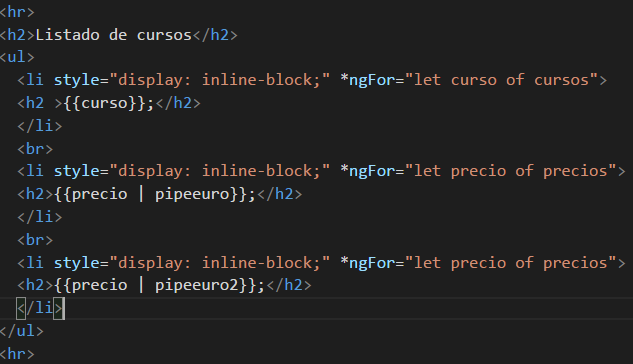 <hr>
<h2>Listado de cursos</h2>
<ul>
  <li style="display: inline-block;" *ngFor="let curso of cursos">
  <h2 >{{curso}};</h2>
  </li>
  <br>
  <li style="display: inline-block;" *ngFor="let precio of precios">
  <h2>{{precio | pipeeuro}};</h2>
  </li>
  <br>
  <li style="display: inline-block;" *ngFor="let precio of precios">
  <h2>{{precio | pipeeuro2}};</h2>
  </li>
</ul>
<hr>